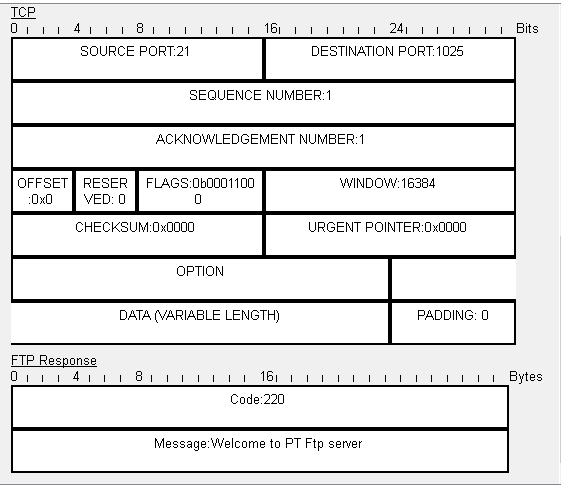 TCP
0 4 8 16 24 Bits
SOURCE PORT:21 DESTINATION PORT:1025
SEQUENCE NUMBER:1
ACKNOWLEDGEMENT NUMBER:1
OFFSET RESER FLAGS:0b0001100 WINDOW:16384
:0x0 VED: 0 0
CHECKSUM:0x0000 URGENT POINTER:0x0000
OPTION
DATA (VARIABLE LENGTH) PADDING: 0
FTP Response
0 4 8 16 Bytes
Code:220
Message:Welcome to PT Ftp server